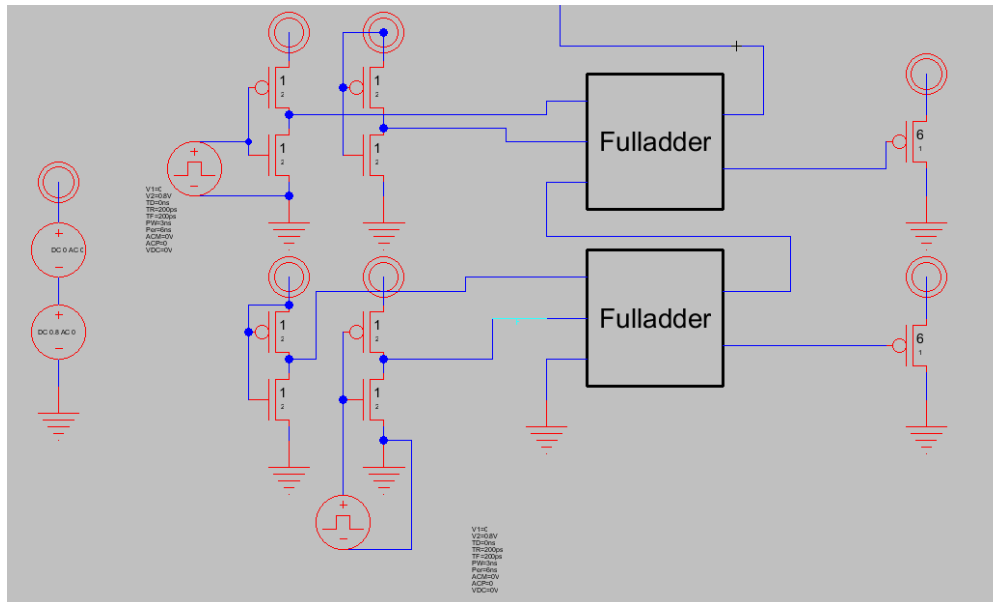 1
2
1
2
1
2
1
2
Fulladder
6
1
V1=0
V2=0.8V
TD=0ns
TR=200ps
TF=200ps
PW=3ns
Per=6ns
ACM=0V
ACP=0
VDC=0V
DC 0 AC 0
DC 0.8 AC 0
1
2
1
2
1
2
1
2
Fulladder
6
1
V1=0
V2=0.8V
TD=0ns
TR=200ps
TF=200ps
PW=3ns
Per=6ns
ACM=0V
ACP=0
VDC=0V